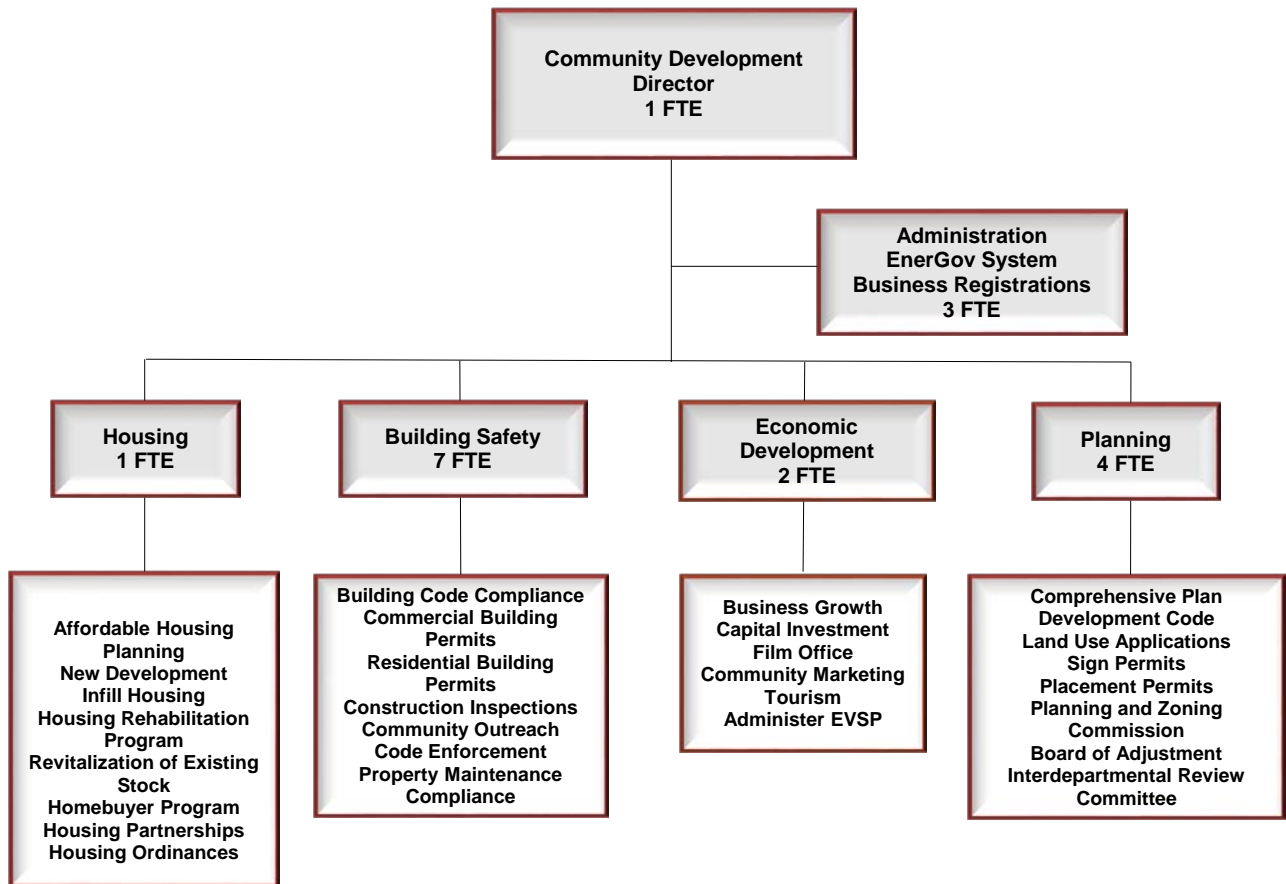 Community Development
Director
1 FTE
Administration
EnerGov System
Business Registrations
3 FTE
Housing
1 FTE
Building Safety
7 FTE
Economic
Development
2 FTE
Planning
4 FTE
Affordable Housing
Planning
New Development
Infill Housing
Housing Rehabilitation
Program
Revitalization of Existing
Stock
Homebuyer Program
Housing Partnerships
Housing Ordinances
Building Code Compliance
Commercial Building
Permits
Residential Building
Permits
Construction Inspections
Community Outreach
Code Enforcement
Property Maintenance
Compliance
Business Growth
Capital Investment
Film Office
Community Marketing
Tourism
Administer EVSP
Comprehensive Plan
Development Code
Land Use Applications
Sign Permits
Placement Permits
Planning and Zoning
Commission
Board of Adjustment
Interdepartmental Review
Committee